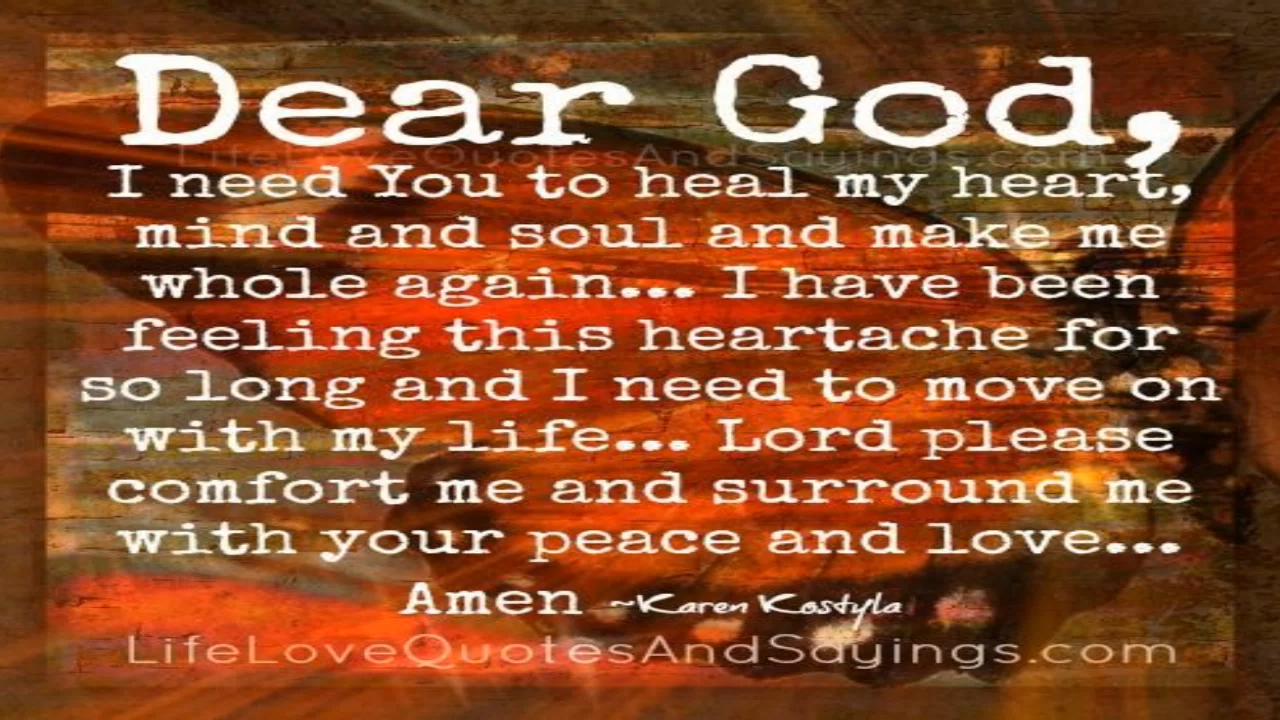 Dear God,
LifeLoveQuotesAndSayings.com
I need You to heal my heart,
mind and soul and make me
whole again... I have been
feeling this heartache for
so long and I need to move on
with my life... Lord please
comfort me and surround me
with your peace and love...
Amen ~Karen Kostyla
LifeLoveQuotesAndSayings.com